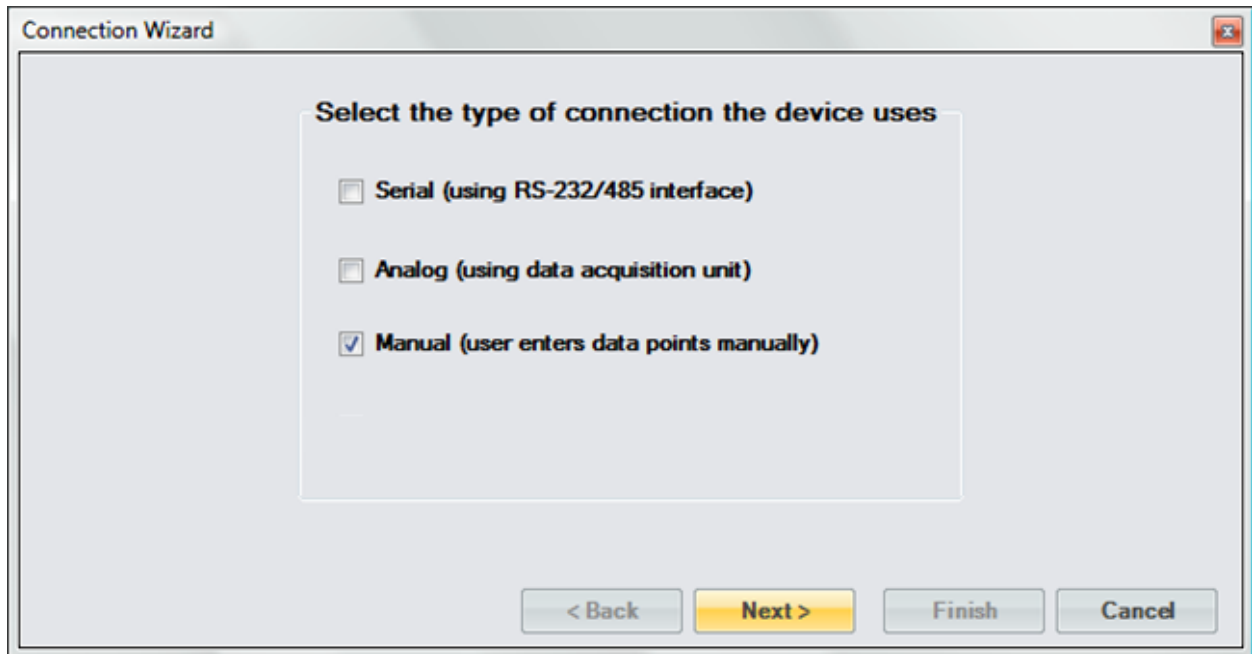 Connection Wizard
Select the type of connection the device uses
Serial (using RS-232/485 interface)
Analog (using data acquisition unit)
Manual (user enters data points manually)
< Back
Next >
Finish
Cancel